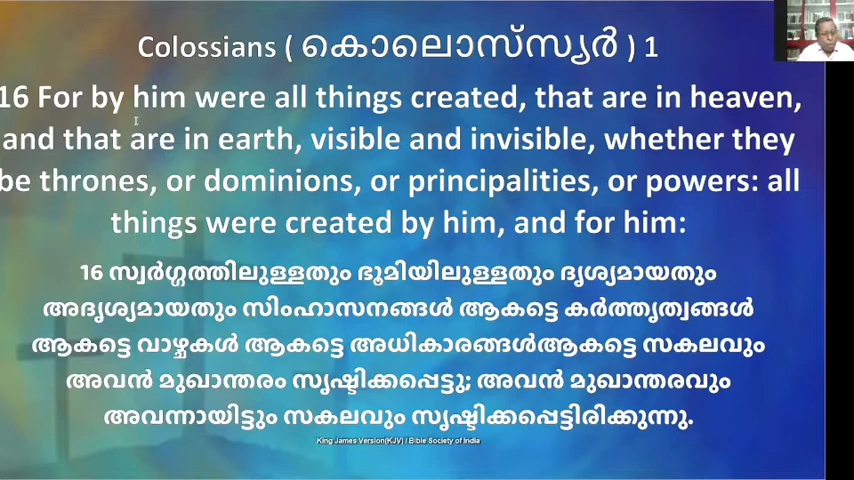 Colossians ( കൊലൊസ്സ്യർ ) 1
16 For by him were all things created, that are in heaven,
and that are in earth, visible and invisible, whether they
be thrones, or dominions, or principalities, or powers: all
things were created by him, and for him:
16 സ്വർഗ്ഗത്തിലുള്ളതും ഭൂമിയിലുള്ളതും ദൃശ്യമായതും
അദൃശ്യമായതും സിംഹാസനങ്ങൾ ആകട്ടെ കർത്തൃത്വങ്ങൾ
ആകട്ടെ വാഴ്ചകൾ ആകട്ടെ അധികാരങ്ങൾആകട്ടെ സകലവും
അവൻ മുഖാന്തരം സൃഷ്ടിക്കപ്പെട്ടു; അവൻ മുഖാന്തരവും
അവന്നായിട്ടും സകലവും സൃഷ്ടിക്കപ്പെട്ടിരിക്കുന്നു.
King James Version(KJV) / Bible Society of India